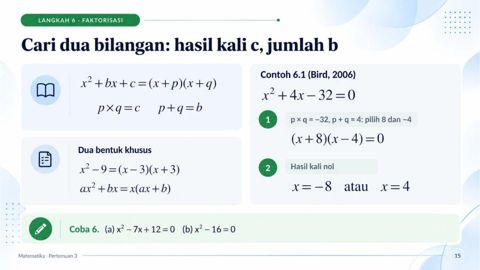 LANGKAH 6 · FAKTORISASI
Cari dua bilangan: hasil kali c, jumlah b
x² + bx + c = (x + p)(x + q)
p × q = c p + q = b
Dua bentuk khusus
x² − 9 = (x − 3)(x + 3)
ax² + bx = x(ax + b)
Contoh 6.1 (Bird, 2006)
x² + 4x − 32 = 0
1 p × q = −32, p + q = 4: pilih 8 dan −4
(x + 8)(x − 4) = 0
2 Hasil kali nol
x = −8 atau x = 4
Coba 6. (a) x² − 7x + 12 = 0 (b) x² − 16 = 0
Matematika · Pertemuan 3
15